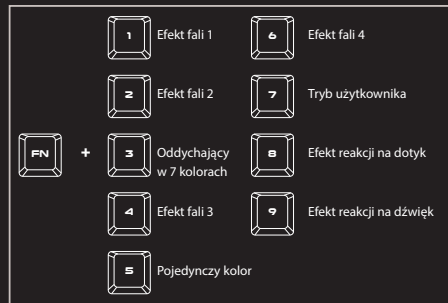 1 Efekt fali 1
2 Efekt fali 2
FN + 3 Oddychający
w 7 kolorach
4 Efekt fali 3
5 Pojedynczy kolor
6 Efekt fali 4
7 Tryb użytkownika
8 Efekt reakcji na dotyk
9 Efekt reakcji na dźwięk